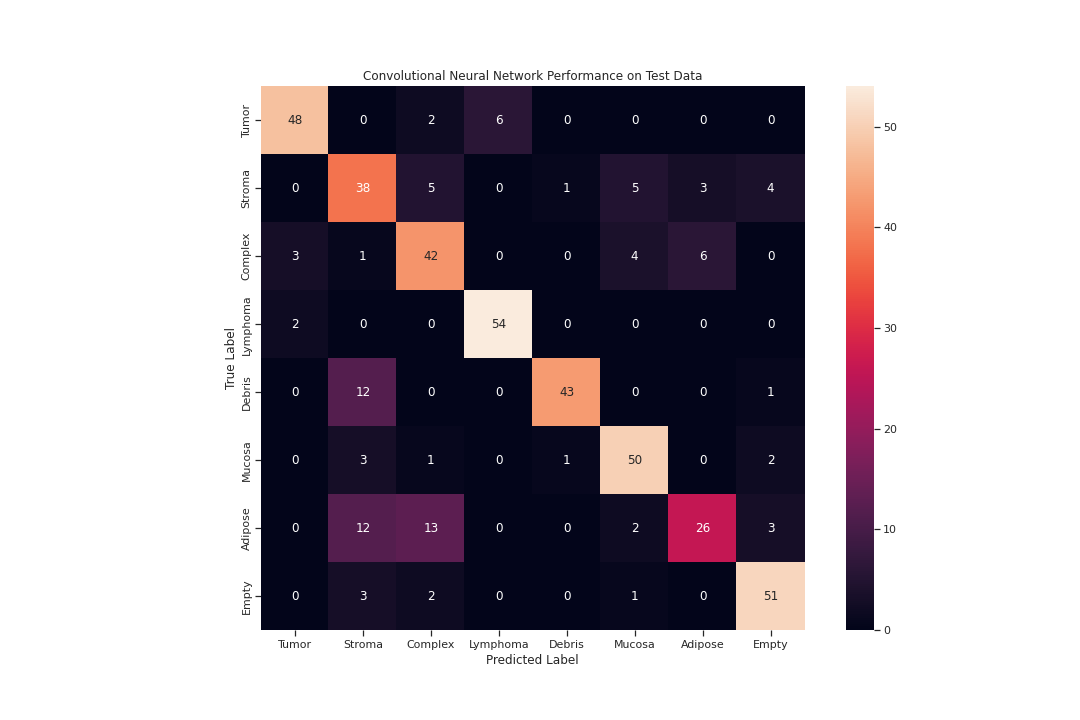 Convolutional Neural Network Performance on Test Data
True Label
Tumor 48 0 2 6 0 0 0 0
Stroma 0 38 5 0 1 5 3 4
Complex 3 1 42 0 0 4 6 0
Lymphoma 2 0 0 54 0 0 0 0
Debris 0 12 0 0 43 0 0 1
Mucosa 0 3 1 0 1 50 0 2
Adipose 0 12 13 0 0 2 26 3
Empty 0 3 2 0 0 1 0 51
Tumor Stroma Complex Lymphoma Debris Mucosa Adipose Empty
Predicted Label
50
40
30
20
10
0